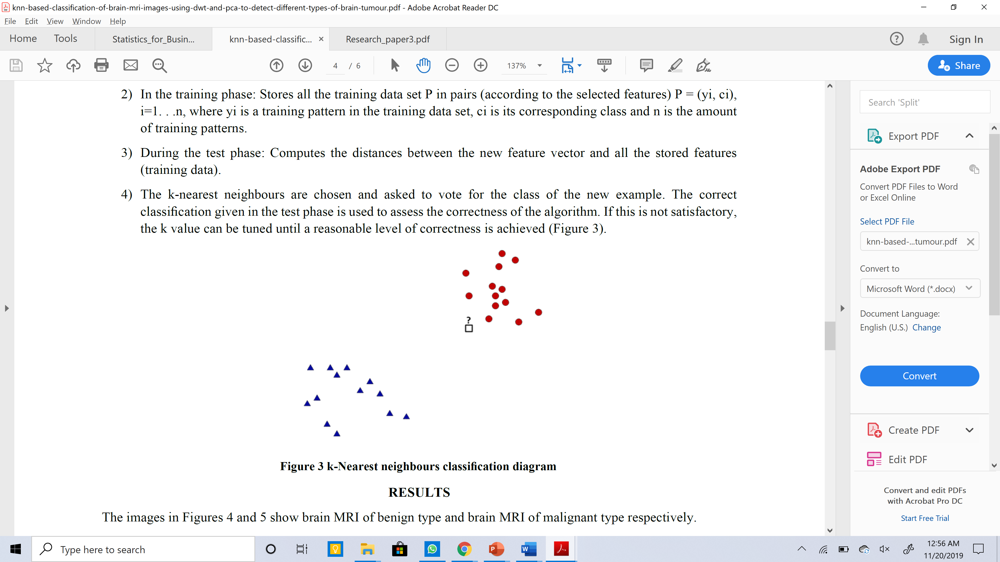 knn-based-classification-of-brain-mri-images-using-dwt-and-pca-to-detect-different-types-of-brain-tumour.pdf - Adobe Acrobat Reader DC
File Edit View Window Help
Home Tools Statistics_for_Busin... knn-based-classific... × Research_paper3.pdf Sign In
4 / 6 137% Share
2) In the training phase: Stores all the training data set P in pairs (according to the selected features) P = (yi, ci),
i=1. . .n, where yi is a training pattern in the training data set, ci is its corresponding class and n is the amount
of training patterns.
3) During the test phase: Computes the distances between the new feature vector and all the stored features
(training data).
4) The k-nearest neighbours are chosen and asked to vote for the class of the new example. The correct
classification given in the test phase is used to assess the correctness of the algorithm. If this is not satisfactory,
the k value can be tuned until a reasonable level of correctness is achieved (Figure 3).
?
Figure 3 k-Nearest neighbours classification diagram
RESULTS
The images in Figures 4 and 5 show brain MRI of benign type and brain MRI of malignant type respectively.
Search 'Split'
Export PDF
Adobe Export PDF
Convert PDF Files to Word
or Excel Online
Select PDF File
knn-based-...tumour.pdf
Convert to
Microsoft Word (*.docx)
Document Language:
English (U.S.) Change
Convert
Create PDF
Edit PDF
Convert and edit PDFs
with Acrobat Pro DC
Start Free Trial
Type here to search
12:56 AM
11/20/2019